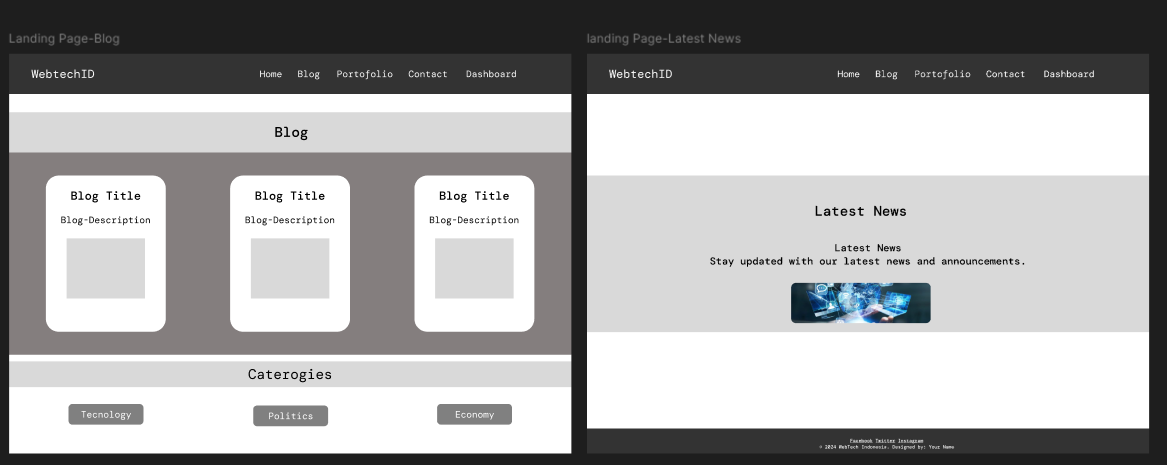 Landing Page-Blog
WebtechID
Home Blog Portofolio Contact Dashboard
Blog
Blog Title
Blog-Description
Blog Title
Blog-Description
Blog Title
Blog-Description
Caterogies
Tecnology
Politics
Economy
landing Page-Latest News
WebtechID
Home Blog Portofolio Contact Dashboard
Latest News
Latest News
Stay updated with our latest news and announcements.
Facebook Twitter Instagram
© 2024 WebTech Indonesia. Designed by: Your Name